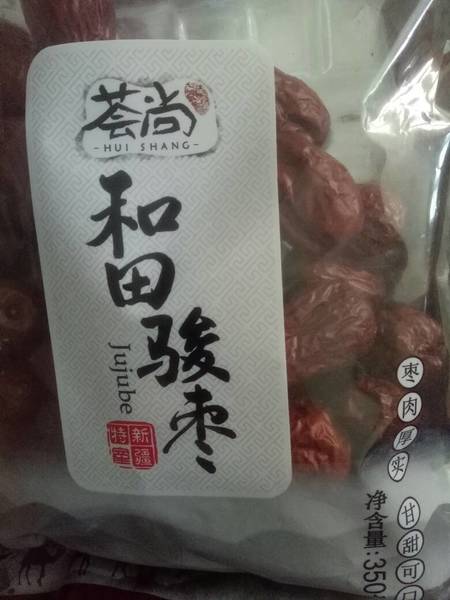 荟尚
-HUI SHANG-
和田骏枣
Jujube
新疆
特产
枣肉厚实
甘甜可口
净含量:350